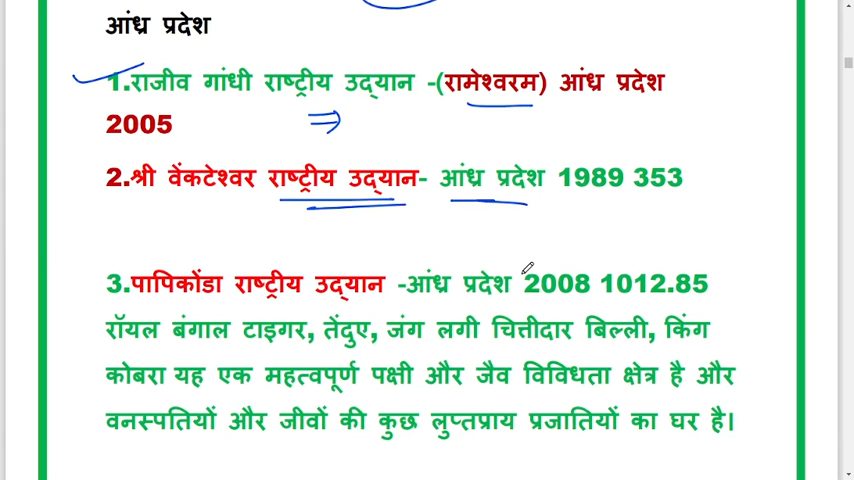 आंध्र प्रदेश
1.राजीव गांधी राष्ट्रीय उद्यान -(रामेश्वरम) आंध्र प्रदेश
2005
2.श्री वेंकटेश्वर राष्ट्रीय उद्यान- आंध्र प्रदेश 1989 353
3.पापिकोंडा राष्ट्रीय उद्यान -आंध्र प्रदेश 2008 1012.85
रॉयल बंगाल टाइगर, तेंदुए, जंग लगी चित्तीदार बिल्ली, किंग
कोबरा यह एक महत्वपूर्ण पक्षी और जैव विविधता क्षेत्र है और
वनस्पतियों और जीवों की कुछ लुप्तप्राय प्रजातियों का घर है।